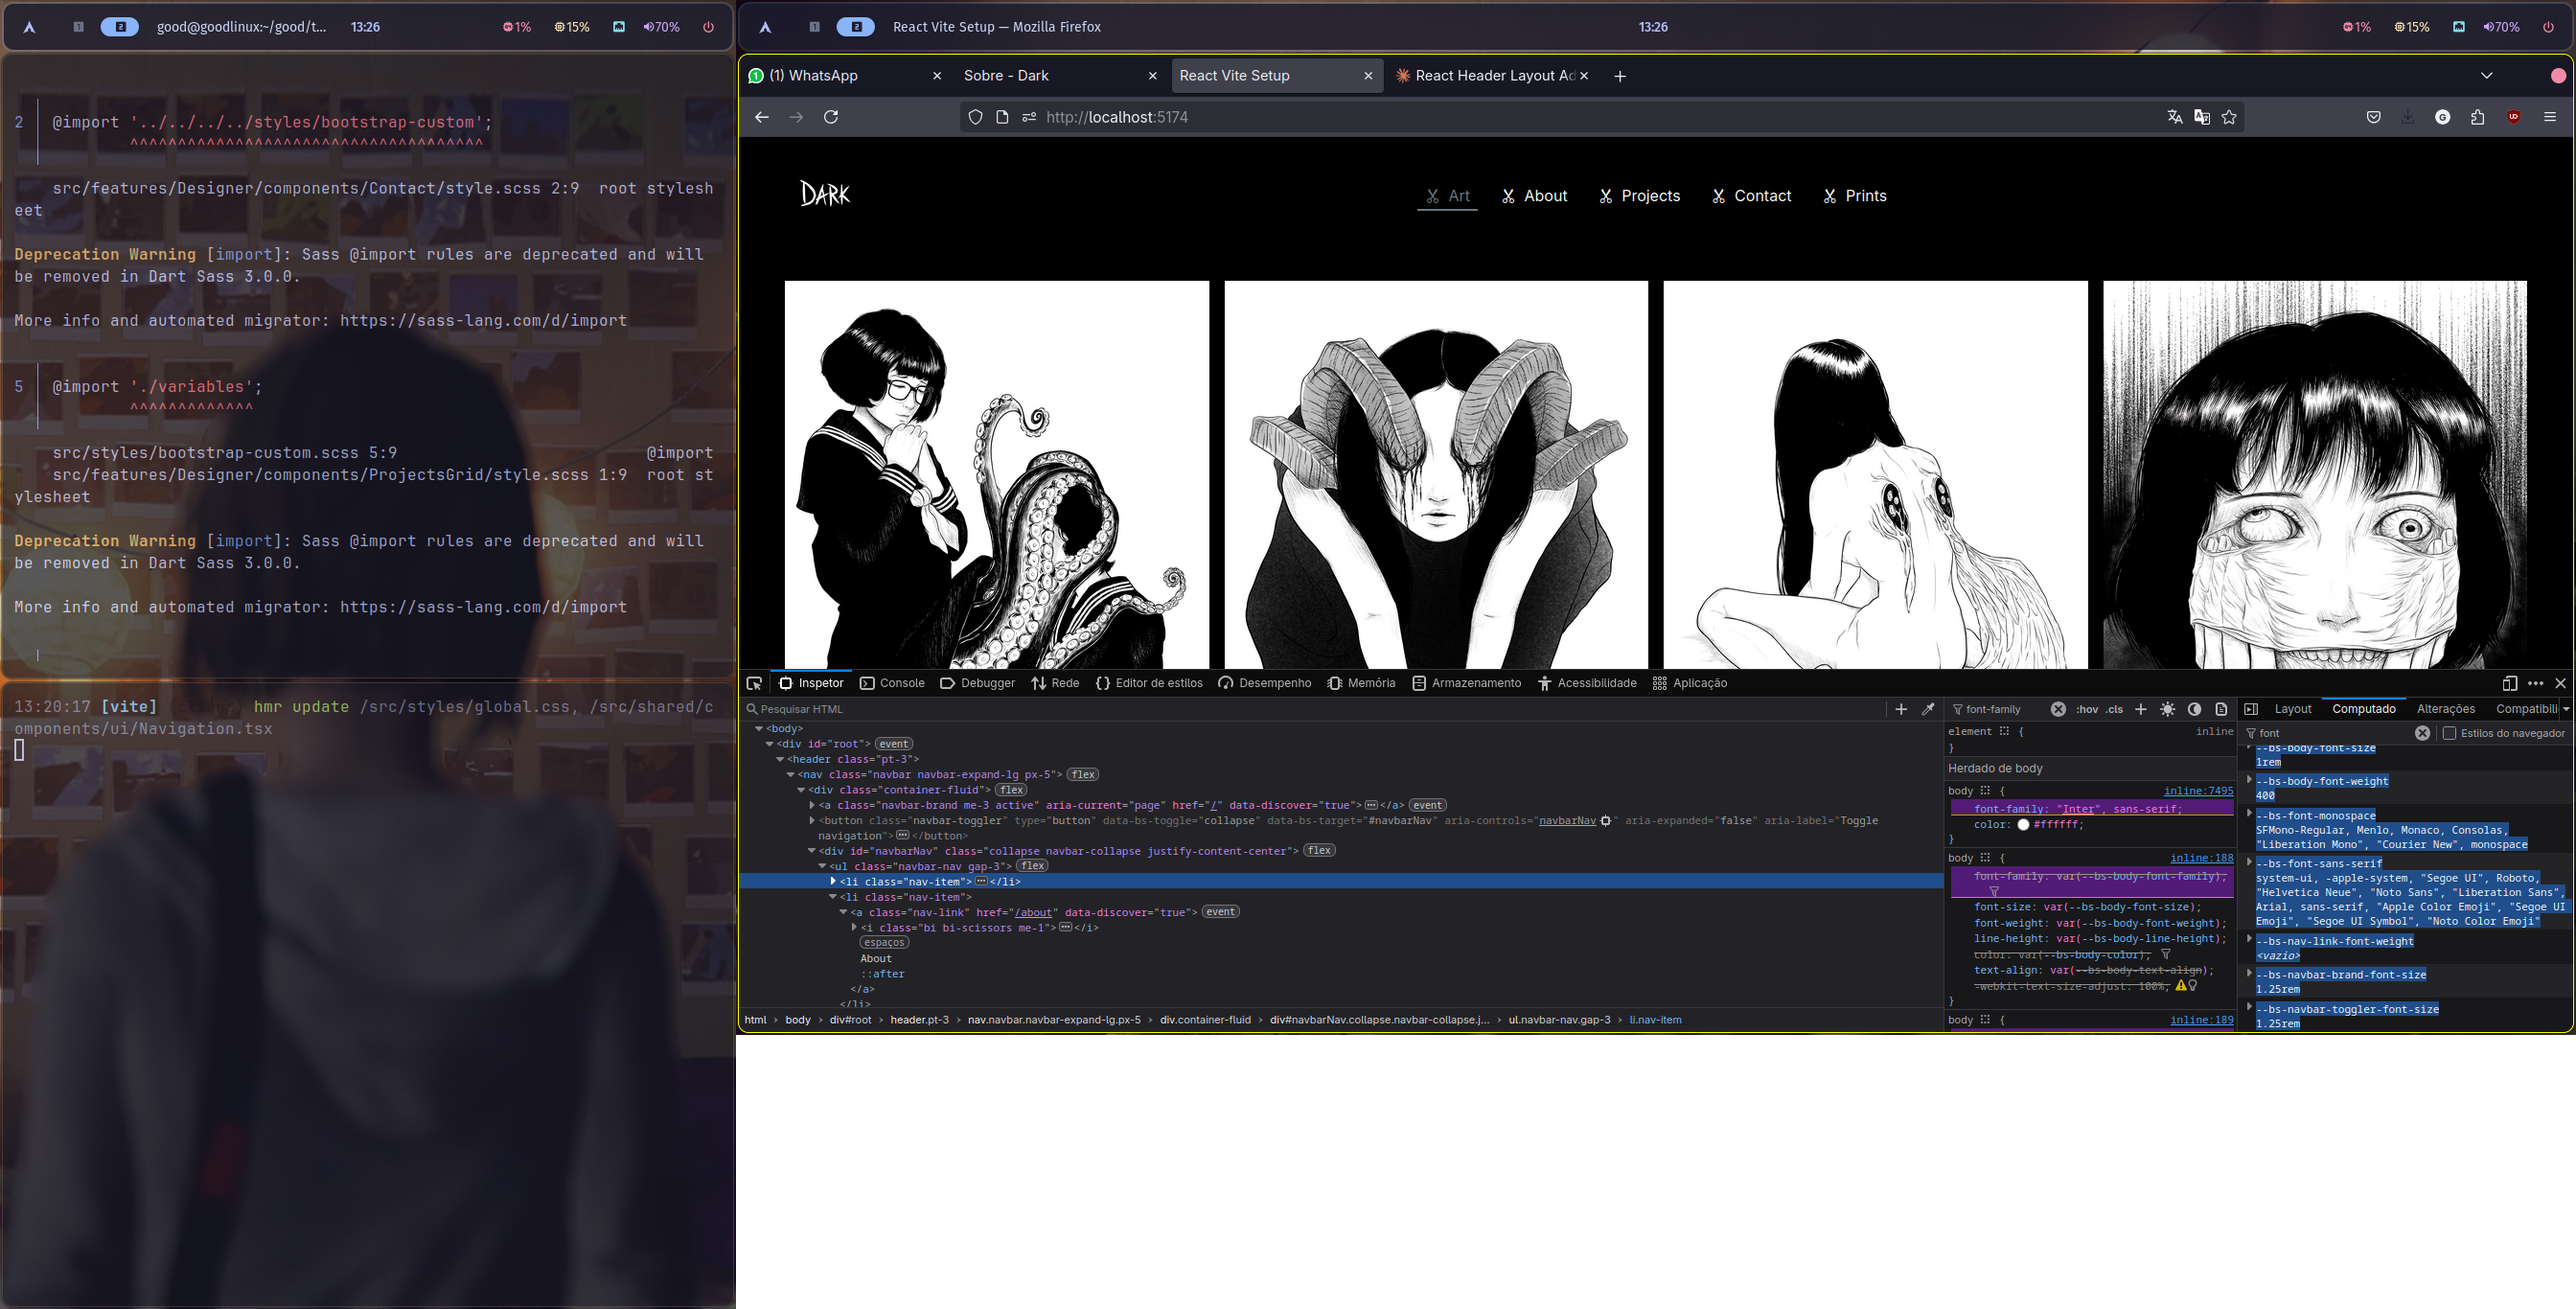 1 2 good@goodlinux:~/good/t... 13:26 1% 15% 70%
2 @import '../../../../styles/bootstrap-custom';
^^^^^^^^^^^^^^^^^^^^^^^^^^^^^^^^^^^^^
src/features/Designer/components/Contact/style.scss 2:9  root stylesh
eet
Deprecation Warning [import]: Sass @import rules are deprecated and will
be removed in Dart Sass 3.0.0.
More info and automated migrator: https://sass-lang.com/d/import
5 @import './variables';
^^^^^^^^^^^^^
src/styles/bootstrap-custom.scss 5:9 @import
src/features/Designer/components/ProjectsGrid/style.scss 1:9  root st
ylesheet
Deprecation Warning [import]: Sass @import rules are deprecated and will
be removed in Dart Sass 3.0.0.
More info and automated migrator: https://sass-lang.com/d/import
13:20:17 [vite] hmr update /src/styles/global.css, /src/shared/c
omponents/ui/Navigation.tsx
1 2 React Vite Setup — Mozilla Firefox 13:26 1% 15% 70%
1 (1) WhatsApp Sobre - Dark React Vite Setup React Header Layout Ad
http://localhost:5174
DARK Art About Projects Contact Prints
Inspetor Console Debugger Rede Editor de estilos Desempenho Memória Armazenamento Acessibilidade Aplicação
Pesquisar HTML
<body>
<div id="root"> event
<header class="pt-3">
<nav class="navbar navbar-expand-lg px-5"> flex
<div class="container-fluid"> flex
<a class="navbar-brand me-3 active" aria-current="page" href="/" data-discover="true"> </a> event
<button class="navbar-toggler" type="button" data-bs-toggle="collapse" data-bs-target="#navbarNav" aria-controls="navbarNav" aria-expanded="false" aria-label="Toggle
navigation"> </button>
<div id="navbarNav" class="collapse navbar-collapse justify-content-center"> flex
<ul class="navbar-nav gap-3"> flex
<li class="nav-item"> </li>
<li class="nav-item">
<a class="nav-link" href="/about" data-discover="true"> event
<i class="bi bi-scissors me-1"> </i>
espaços
About
::after
</a>
</li>
html › body › div#root › header.pt-3 › nav.navbar.navbar-expand-lg.px-5 › div.container-fluid › div#navbarNav.collapse.navbar-collapse.j... › ul.navbar-nav.gap-3 › li.nav-item
font-family :hov .cls
element { inline
}
Herdado de body
body { inline:7495
font-family: "Inter", sans-serif;
color: #ffffff;
}
body { inline:188
font-family: var(--bs-body-font-family);
font-size: var(--bs-body-font-size);
font-weight: var(--bs-body-font-weight);
line-height: var(--bs-body-line-height);
color: var(--bs-body-color);
text-align: var(--bs-body-text-align);
-webkit-text-size-adjust: 100%;
}
body { inline:189
Layout Computado Alterações Compatibili
font Estilos do navegador
--bs-body-font-size
1rem
--bs-body-font-weight
400
--bs-font-monospace
SFMono-Regular, Menlo, Monaco, Consolas,
"Liberation Mono", "Courier New", monospace
--bs-font-sans-serif
system-ui, -apple-system, "Segoe UI", Roboto,
"Helvetica Neue", "Noto Sans", "Liberation Sans",
Arial, sans-serif, "Apple Color Emoji", "Segoe UI
Emoji", "Segoe UI Symbol", "Noto Color Emoji"
--bs-nav-link-font-weight
<vazio>
--bs-navbar-brand-font-size
1.25rem
--bs-navbar-toggler-font-size
1.25rem